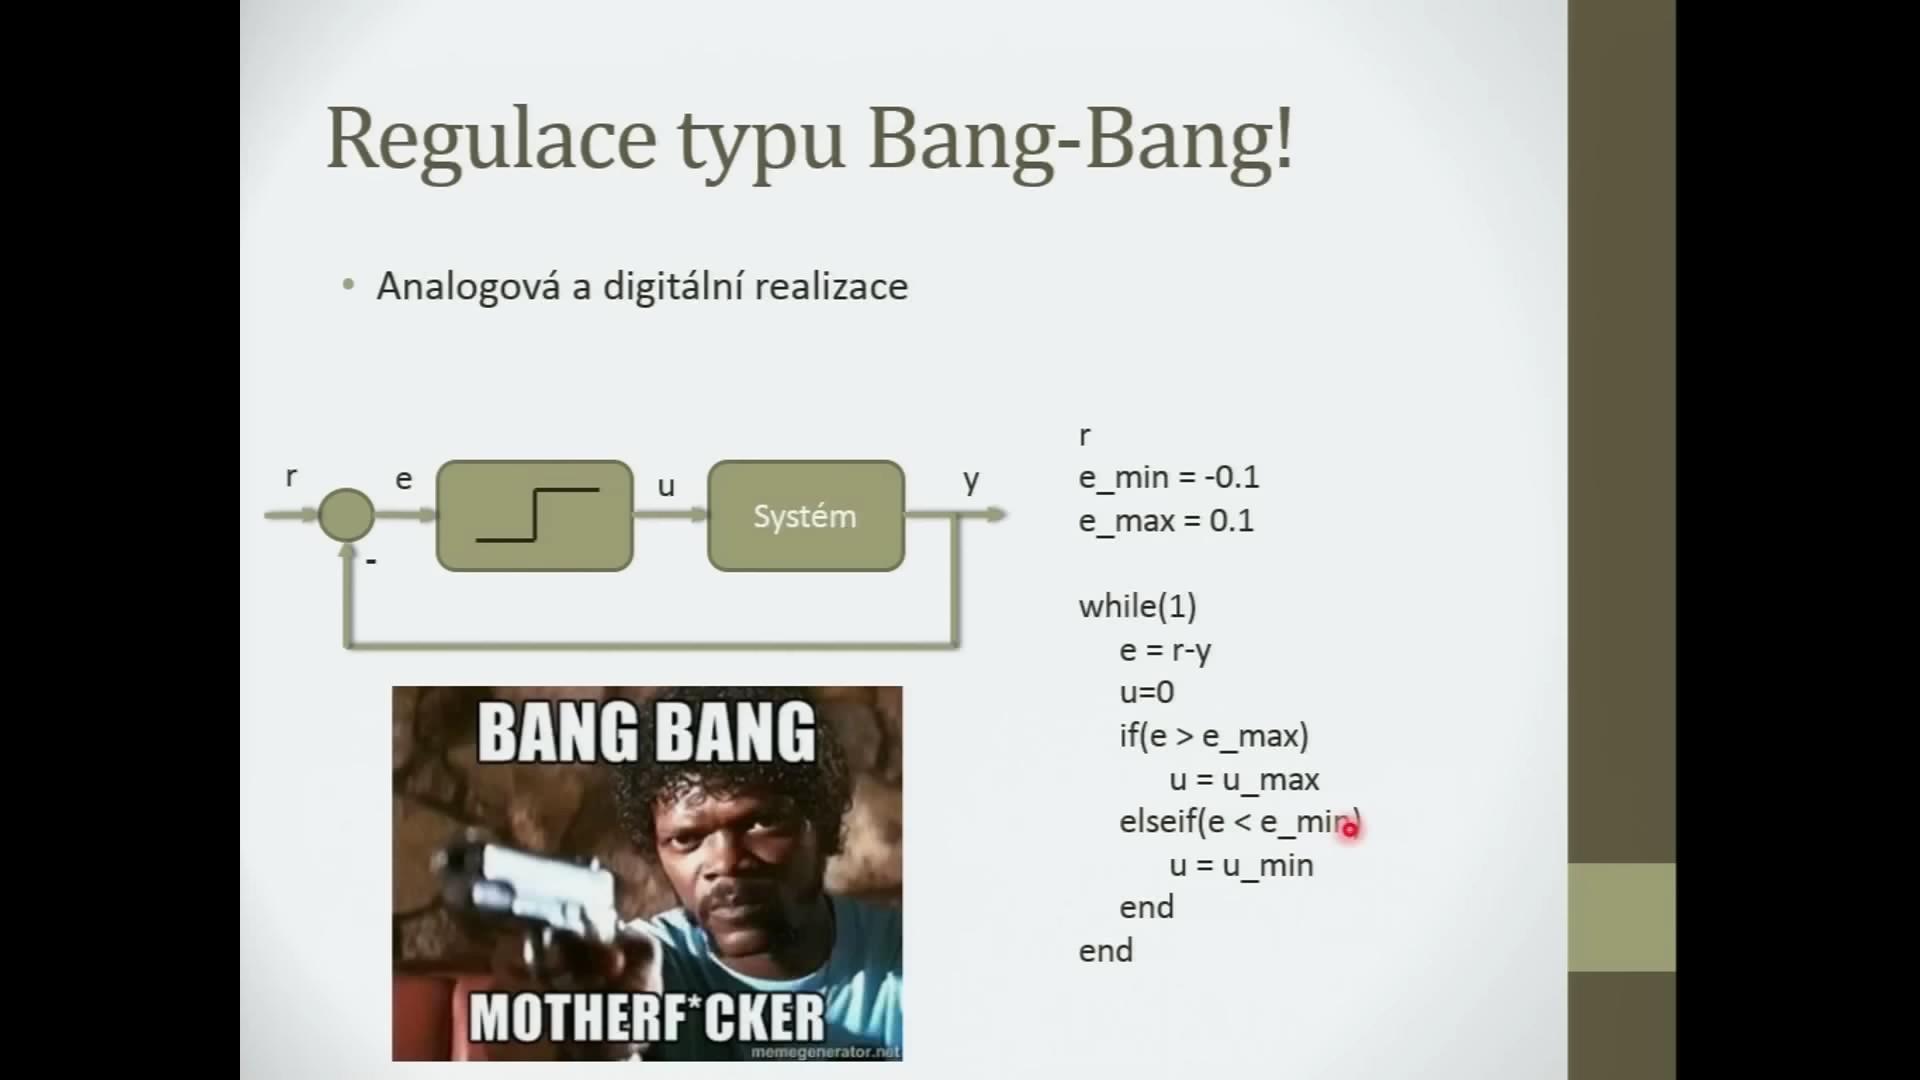 Regulace typu Bang-Bang!
• Analogová a digitální realizace
r
e
u
Systém
y
-
r
e_min = -0.1
e_max = 0.1
while(1)
e = r-y
u=0
if(e > e_max)
u = u_max
elseif(e < e_min)
u = u_min
end
end
BANG BANG
MOTHERF*CKER
memegenerator.net